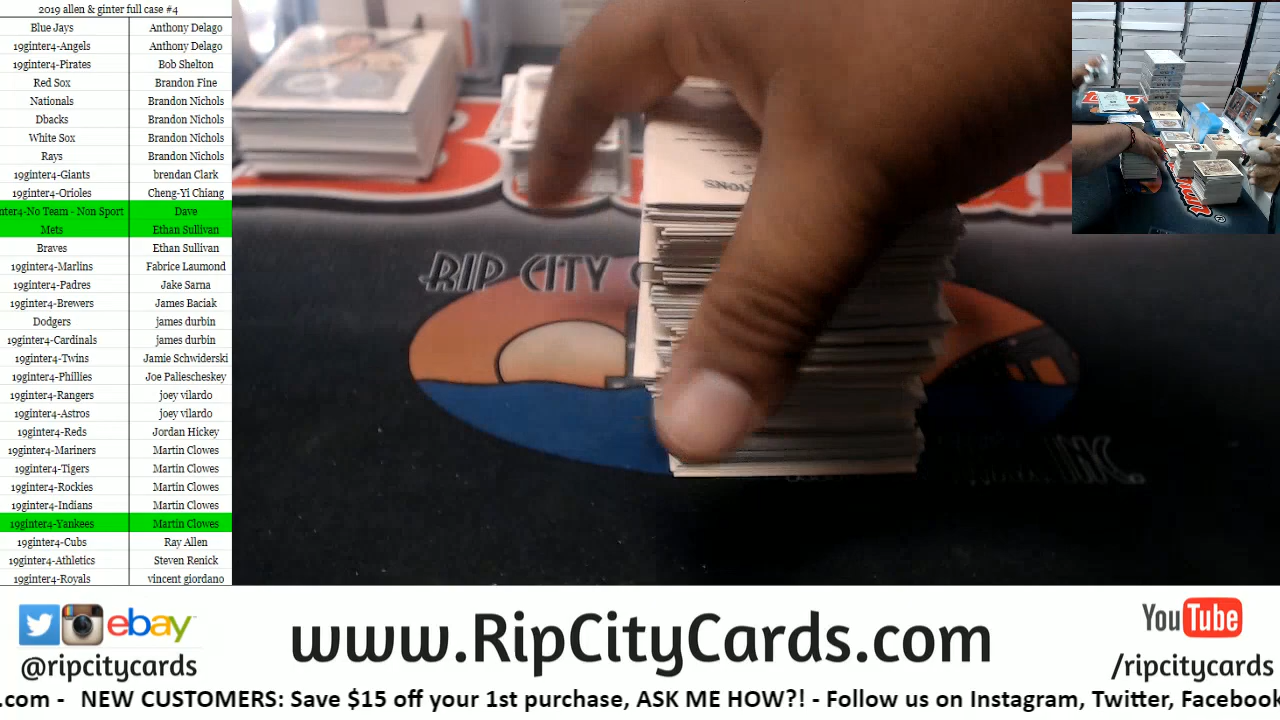 2019 allen & ginter full case #4
Blue Jays Anthony Delago
19ginter4-Angels Anthony Delago
19ginter4-Pirates Bob Shelton
Red Sox Brandon Fine
Nationals Brandon Nichols
Dbacks Brandon Nichols
White Sox Brandon Nichols
Rays Brandon Nichols
19ginter4-Giants brendan Clark
19ginter4-Orioles Cheng-Yi Chiang
nter4-No Team - Non Sport Dave
Mets Ethan Sullivan
Braves Ethan Sullivan
19ginter4-Marlins Fabrice Laumond
19ginter4-Padres Jake Sarna
19ginter4-Brewers James Baciak
Dodgers james durbin
19ginter4-Cardinals james durbin
19ginter4-Twins Jamie Schwiderski
19ginter4-Phillies Joe Paliescheskey
19ginter4-Rangers joey vilardo
19ginter4-Astros joey vilardo
19ginter4-Reds Jordan Hickey
19ginter4-Mariners Martin Clowes
19ginter4-Tigers Martin Clowes
19ginter4-Rockies Martin Clowes
19ginter4-Indians Martin Clowes
19ginter4-Yankees Martin Clowes
19ginter4-Cubs Ray Allen
19ginter4-Athletics Steven Renick
19ginter4-Royals vincent giordano
RIP CITY C
ebay
@ripcitycards
www.RipCityCards.com
YouTube
/ripcitycards
.com - NEW CUSTOMERS: Save $15 off your 1st purchase, ASK ME HOW?! - Follow us on Instagram, Twitter, Facebook